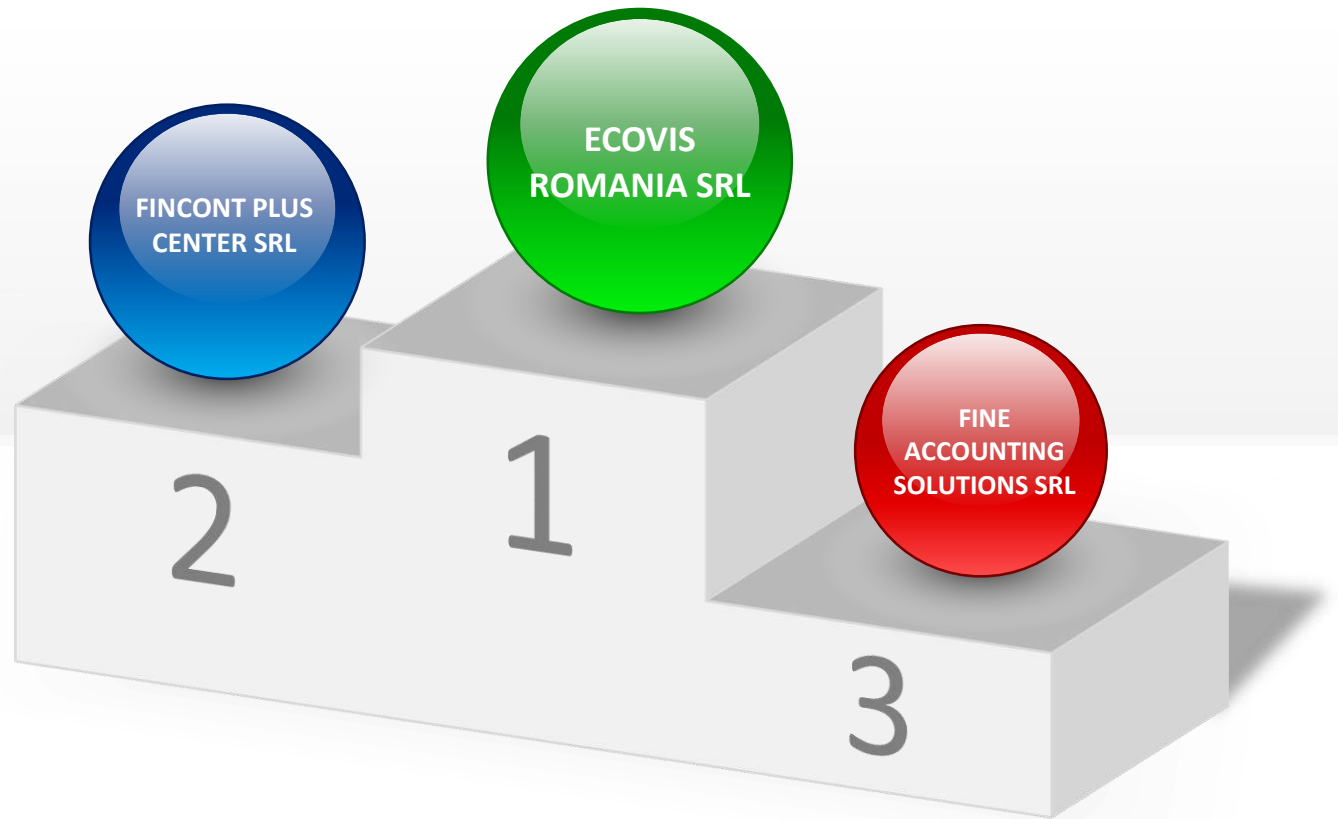 ECOVIS
ROMANIA SRL
FINCONT PLUS
CENTER SRL
FINE
ACCOUNTING
SOLUTIONS SRL
2
1
3